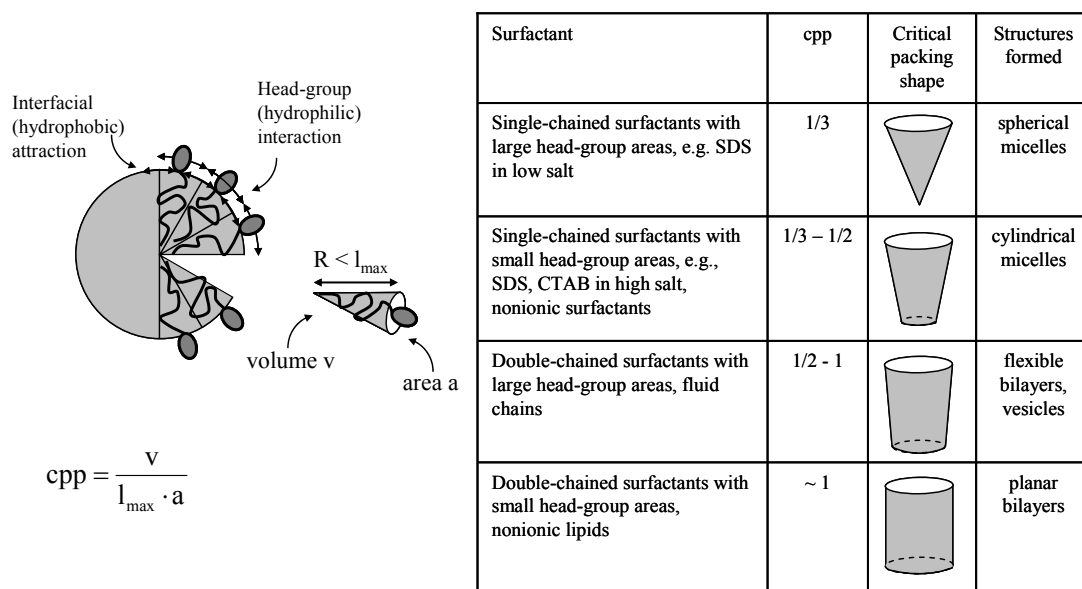 Interfacial
(hydrophobic)
attraction
Head-group
(hydrophilic)
interaction
R < l_max
volume v
area a
cpp = v / (l_max · a)
Surfactant
cpp
Critical
packing
shape
Structures
formed
Single-chained surfactants with
large head-group areas, e.g. SDS
in low salt
1/3
spherical
micelles
Single-chained surfactants with
small head-group areas, e.g.,
SDS, CTAB in high salt,
nonionic surfactants
1/3 – 1/2
cylindrical
micelles
Double-chained surfactants with
large head-group areas, fluid
chains
1/2 - 1
flexible
bilayers,
vesicles
Double-chained surfactants with
small head-group areas,
nonionic lipids
~ 1
planar
bilayers